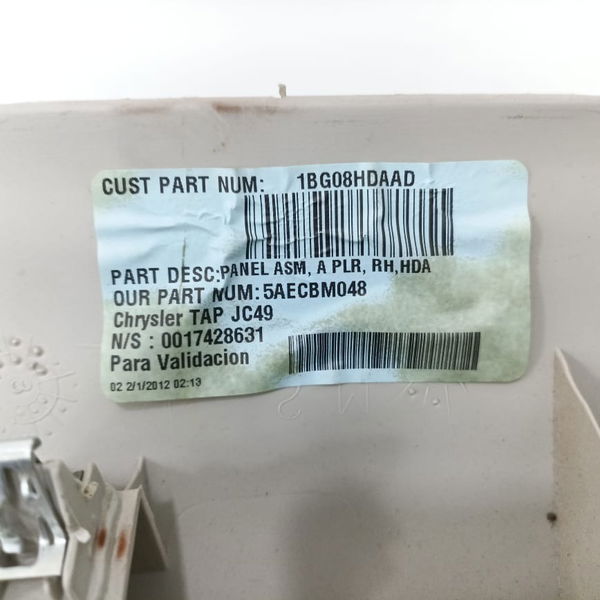 CUST PART NUM: 1BG08HDAAD
PART DESC:PANEL ASM, A PLR, RH,HDA
OUR PART NUM:5AECBM048
Chrysler TAP JC49
N/S : 0017428631
Para Validacion
02 2/1/2012 02:13